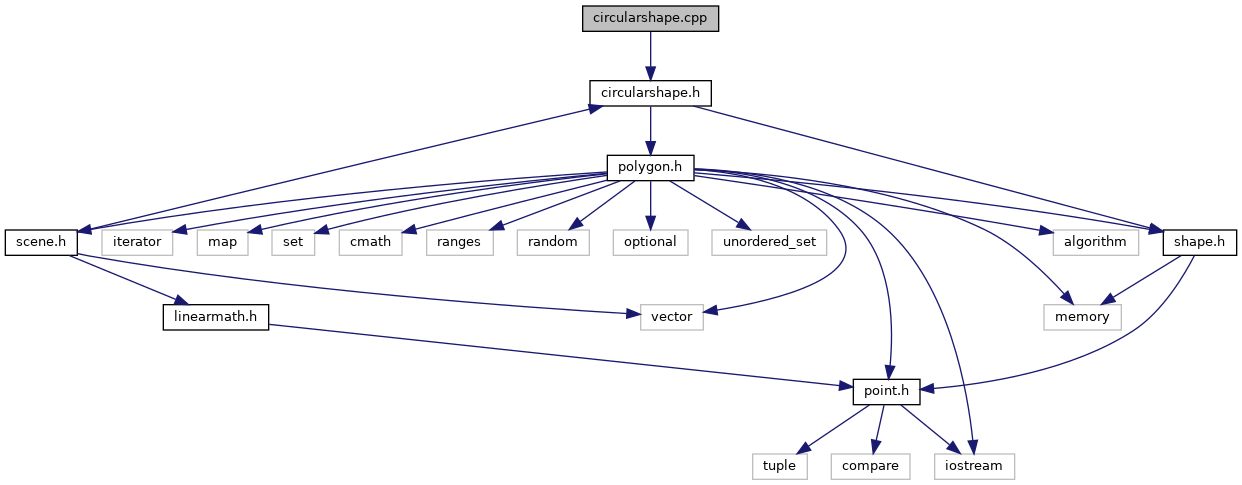 circularshape.cpp
circularshape.h
polygon.h
scene.h
iterator
map
set
cmath
ranges
random
optional
unordered_set
algorithm
shape.h
linearmath.h
vector
memory
point.h
tuple
compare
iostream